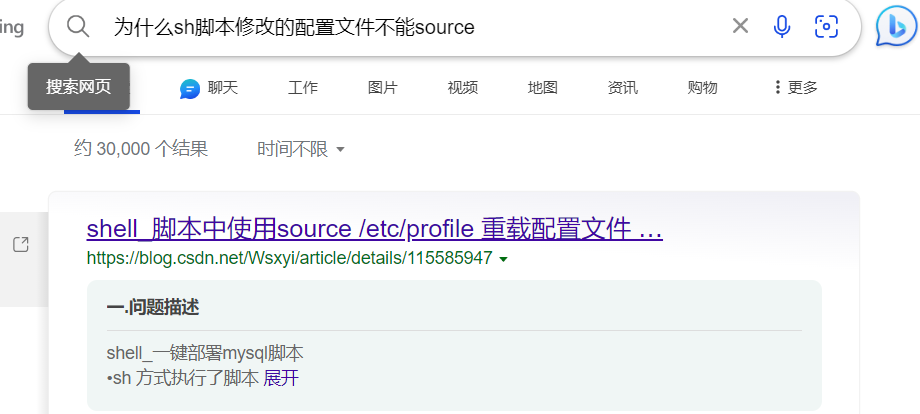 ing
为什么sh脚本修改的配置文件不能source
搜索网页
聊天 工作 图片 视频 地图 资讯 购物 更多
约 30,000 个结果 时间不限
shell_脚本中使用source /etc/profile 重载配置文件 …
https://blog.csdn.net/Wsxyi/article/details/115585947
一.问题描述
shell_一键部署mysql脚本
•sh 方式执行了脚本 展开